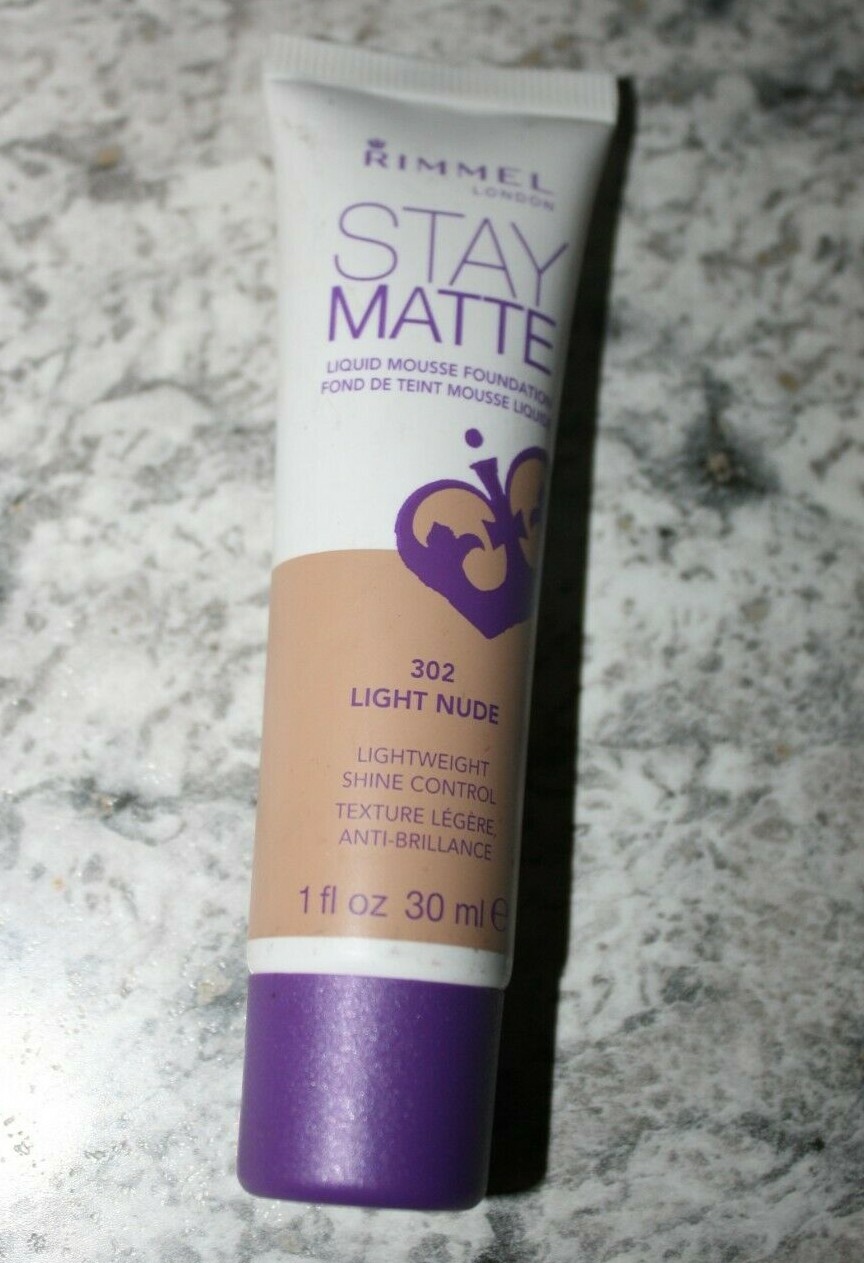 RIMMEL
LONDON
STAY
MATTE
LIQUID MOUSSE FOUNDATION
FOND DE TEINT MOUSSE LIQUIDE
302
LIGHT NUDE
LIGHTWEIGHT
SHINE CONTROL
TEXTURE LÉGÈRE,
ANTI-BRILLANCE
1 fl oz 30 ml ℮